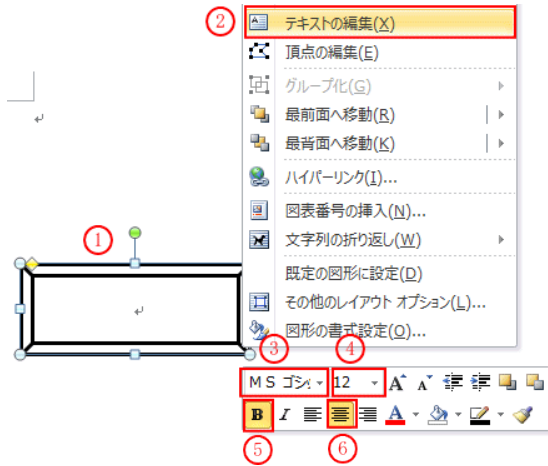 ② テキストの編集(X)
頂点の編集(E)
グループ化(G)
最前面へ移動(R)
最背面へ移動(K)
ハイパーリンク(I)...
図表番号の挿入(N)...
① 文字列の折り返し(W)
既定の図形に設定(D)
その他のレイアウト オプション(L)...
図形の書式設定(O)...
③ ④
ＭＳ ゴシ 12 A A
B I A
⑤ ⑥